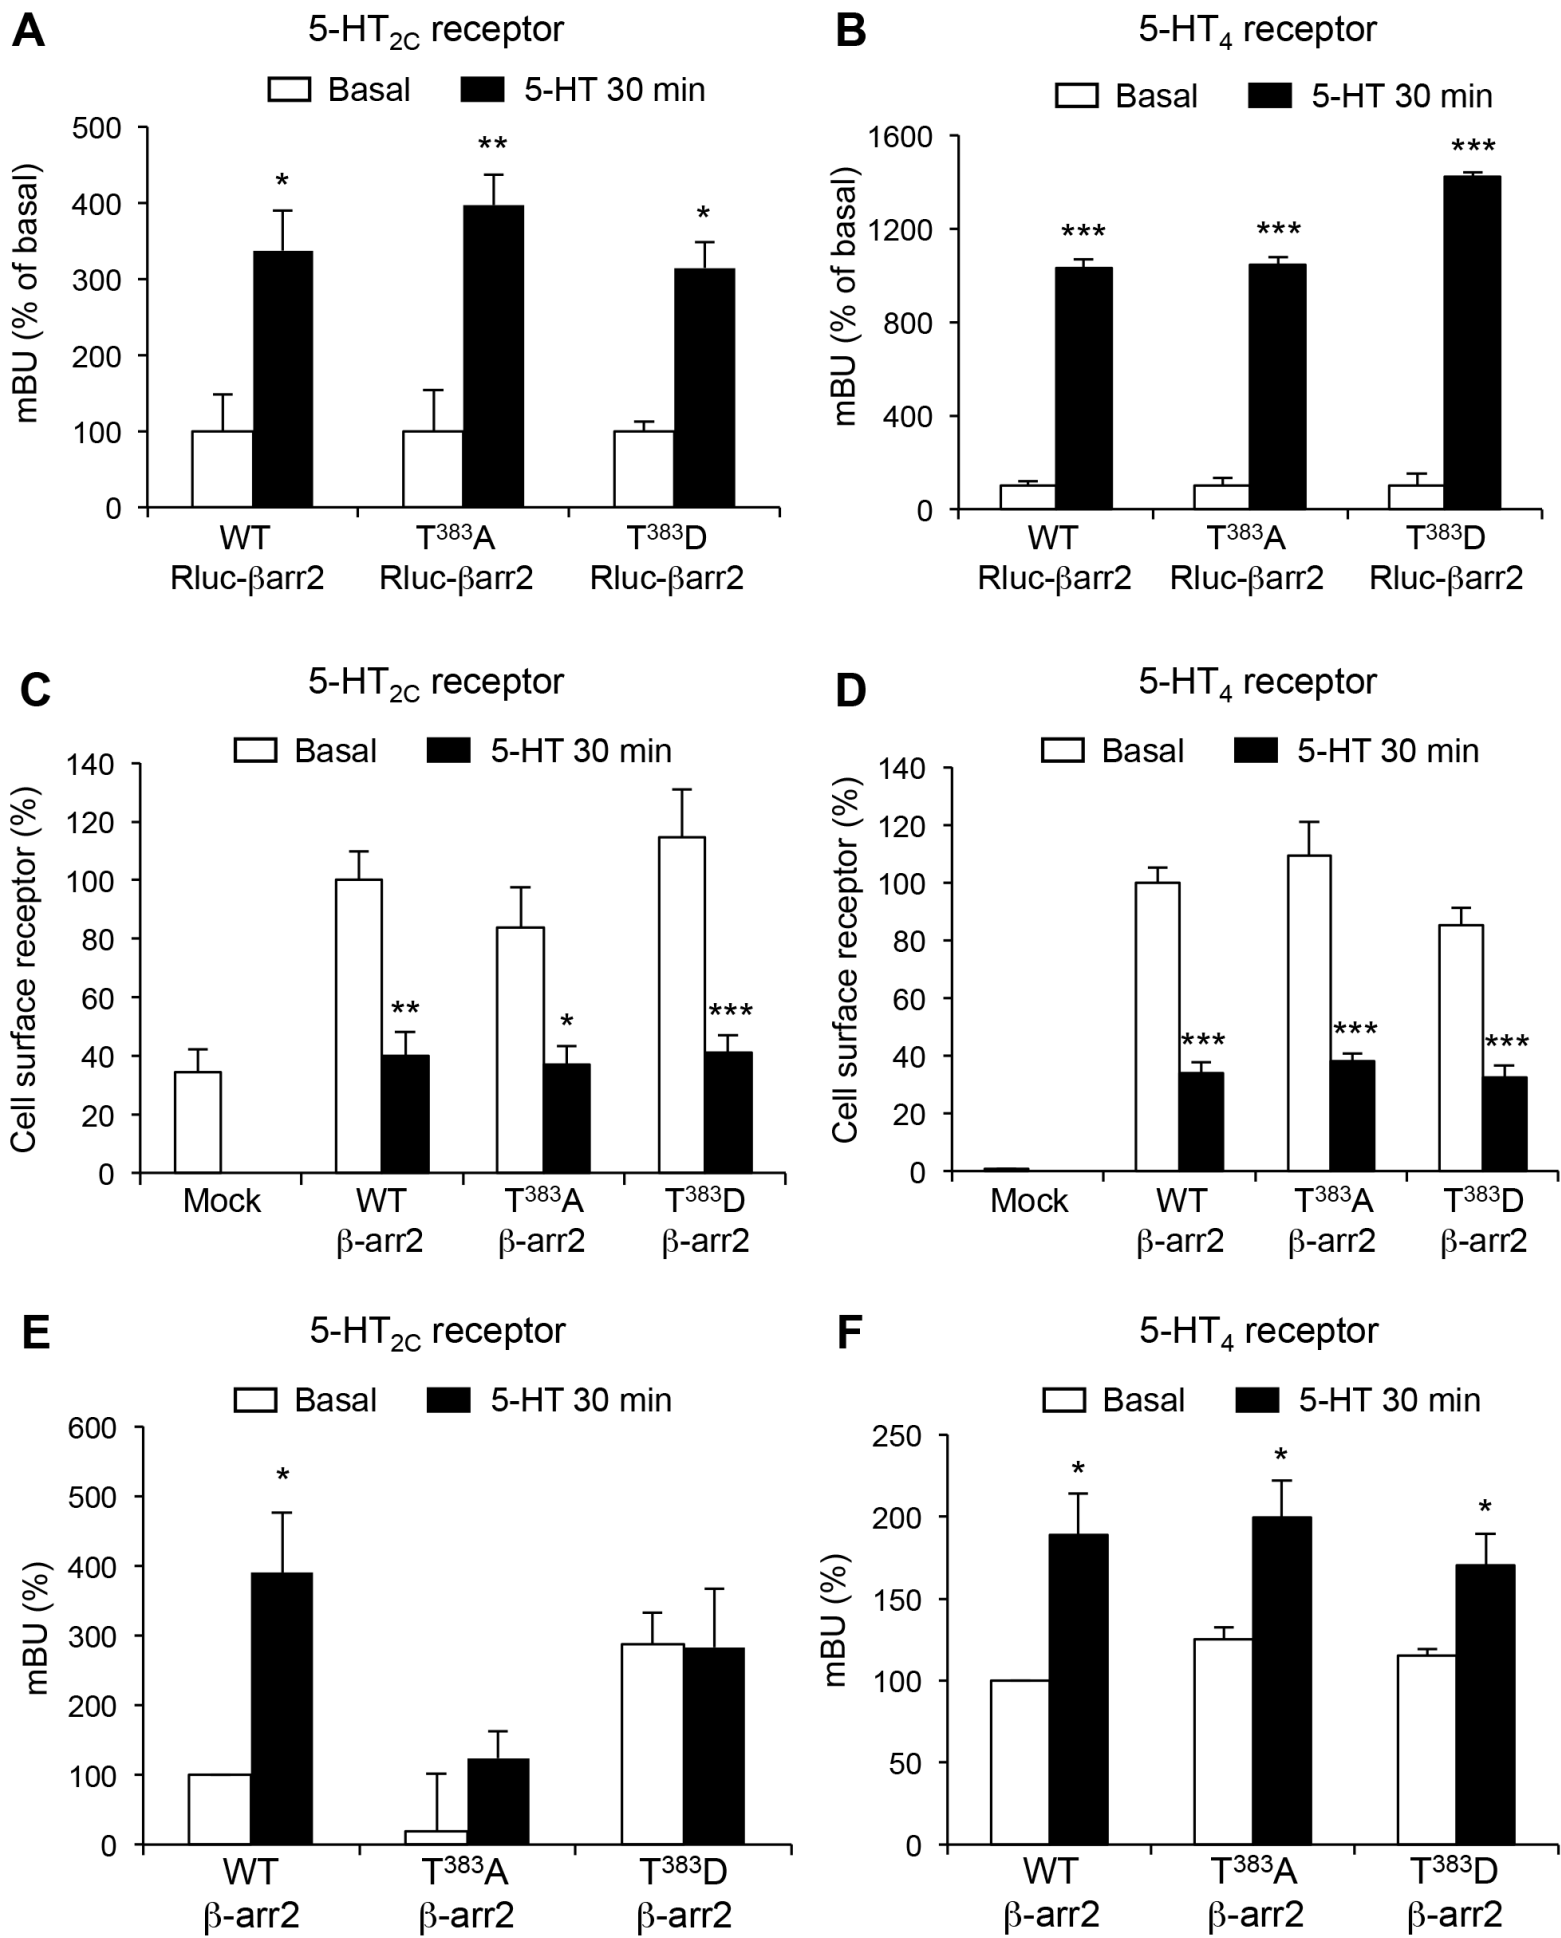 A
5-HT2C receptor
Basal 5-HT 30 min
mBU (% of basal)
500
400
300
200
100
0
* ** *
WT T383A T383D
Rluc-βarr2 Rluc-βarr2 Rluc-βarr2
B
5-HT4 receptor
Basal 5-HT 30 min
mBU (% of basal)
1600
1200
800
400
0
*** *** ***
WT T383A T383D
Rluc-βarr2 Rluc-βarr2 Rluc-βarr2
C
5-HT2C receptor
Basal 5-HT 30 min
Cell surface receptor (%)
140
120
100
80
60
40
20
0
** * ***
Mock WT T383A T383D
β-arr2 β-arr2 β-arr2
D
5-HT4 receptor
Basal 5-HT 30 min
Cell surface receptor (%)
140
120
100
80
60
40
20
0
*** *** ***
Mock WT T383A T383D
β-arr2 β-arr2 β-arr2
E
5-HT2C receptor
Basal 5-HT 30 min
mBU (%)
600
500
400
300
200
100
0
*
WT T383A T383D
β-arr2 β-arr2 β-arr2
F
5-HT4 receptor
Basal 5-HT 30 min
mBU (%)
250
200
150
100
50
0
* * *
WT T383A T383D
β-arr2 β-arr2 β-arr2